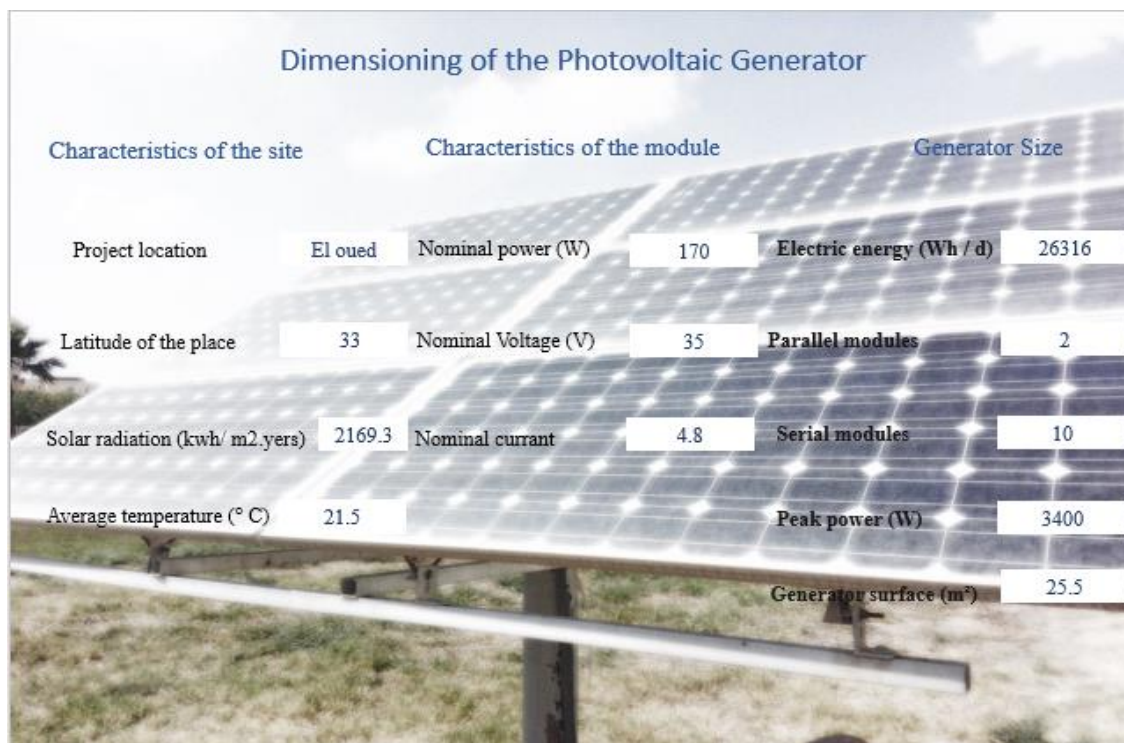 Dimensioning of the Photovoltaic Generator
Characteristics of the site
Characteristics of the module
Generator Size
Project location El oued Nominal power (W) 170 Electric energy (Wh / d) 26316
Latitude of the place 33 Nominal Voltage (V) 35 Parallel modules 2
Solar radiation (kwh/ m2.yers) 2169.3 Nominal currant 4.8 Serial modules 10
Average temperature (° C) 21.5 Peak power (W) 3400
Generator surface (m²) 25.5